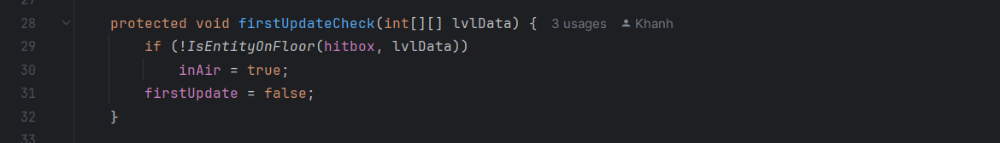 27
28 protected void firstUpdateCheck(int[][] lvlData) { 3 usages Khanh
29 if (!IsEntityOnFloor(hitbox, lvlData))
30 inAir = true;
31 firstUpdate = false;
32 }
33